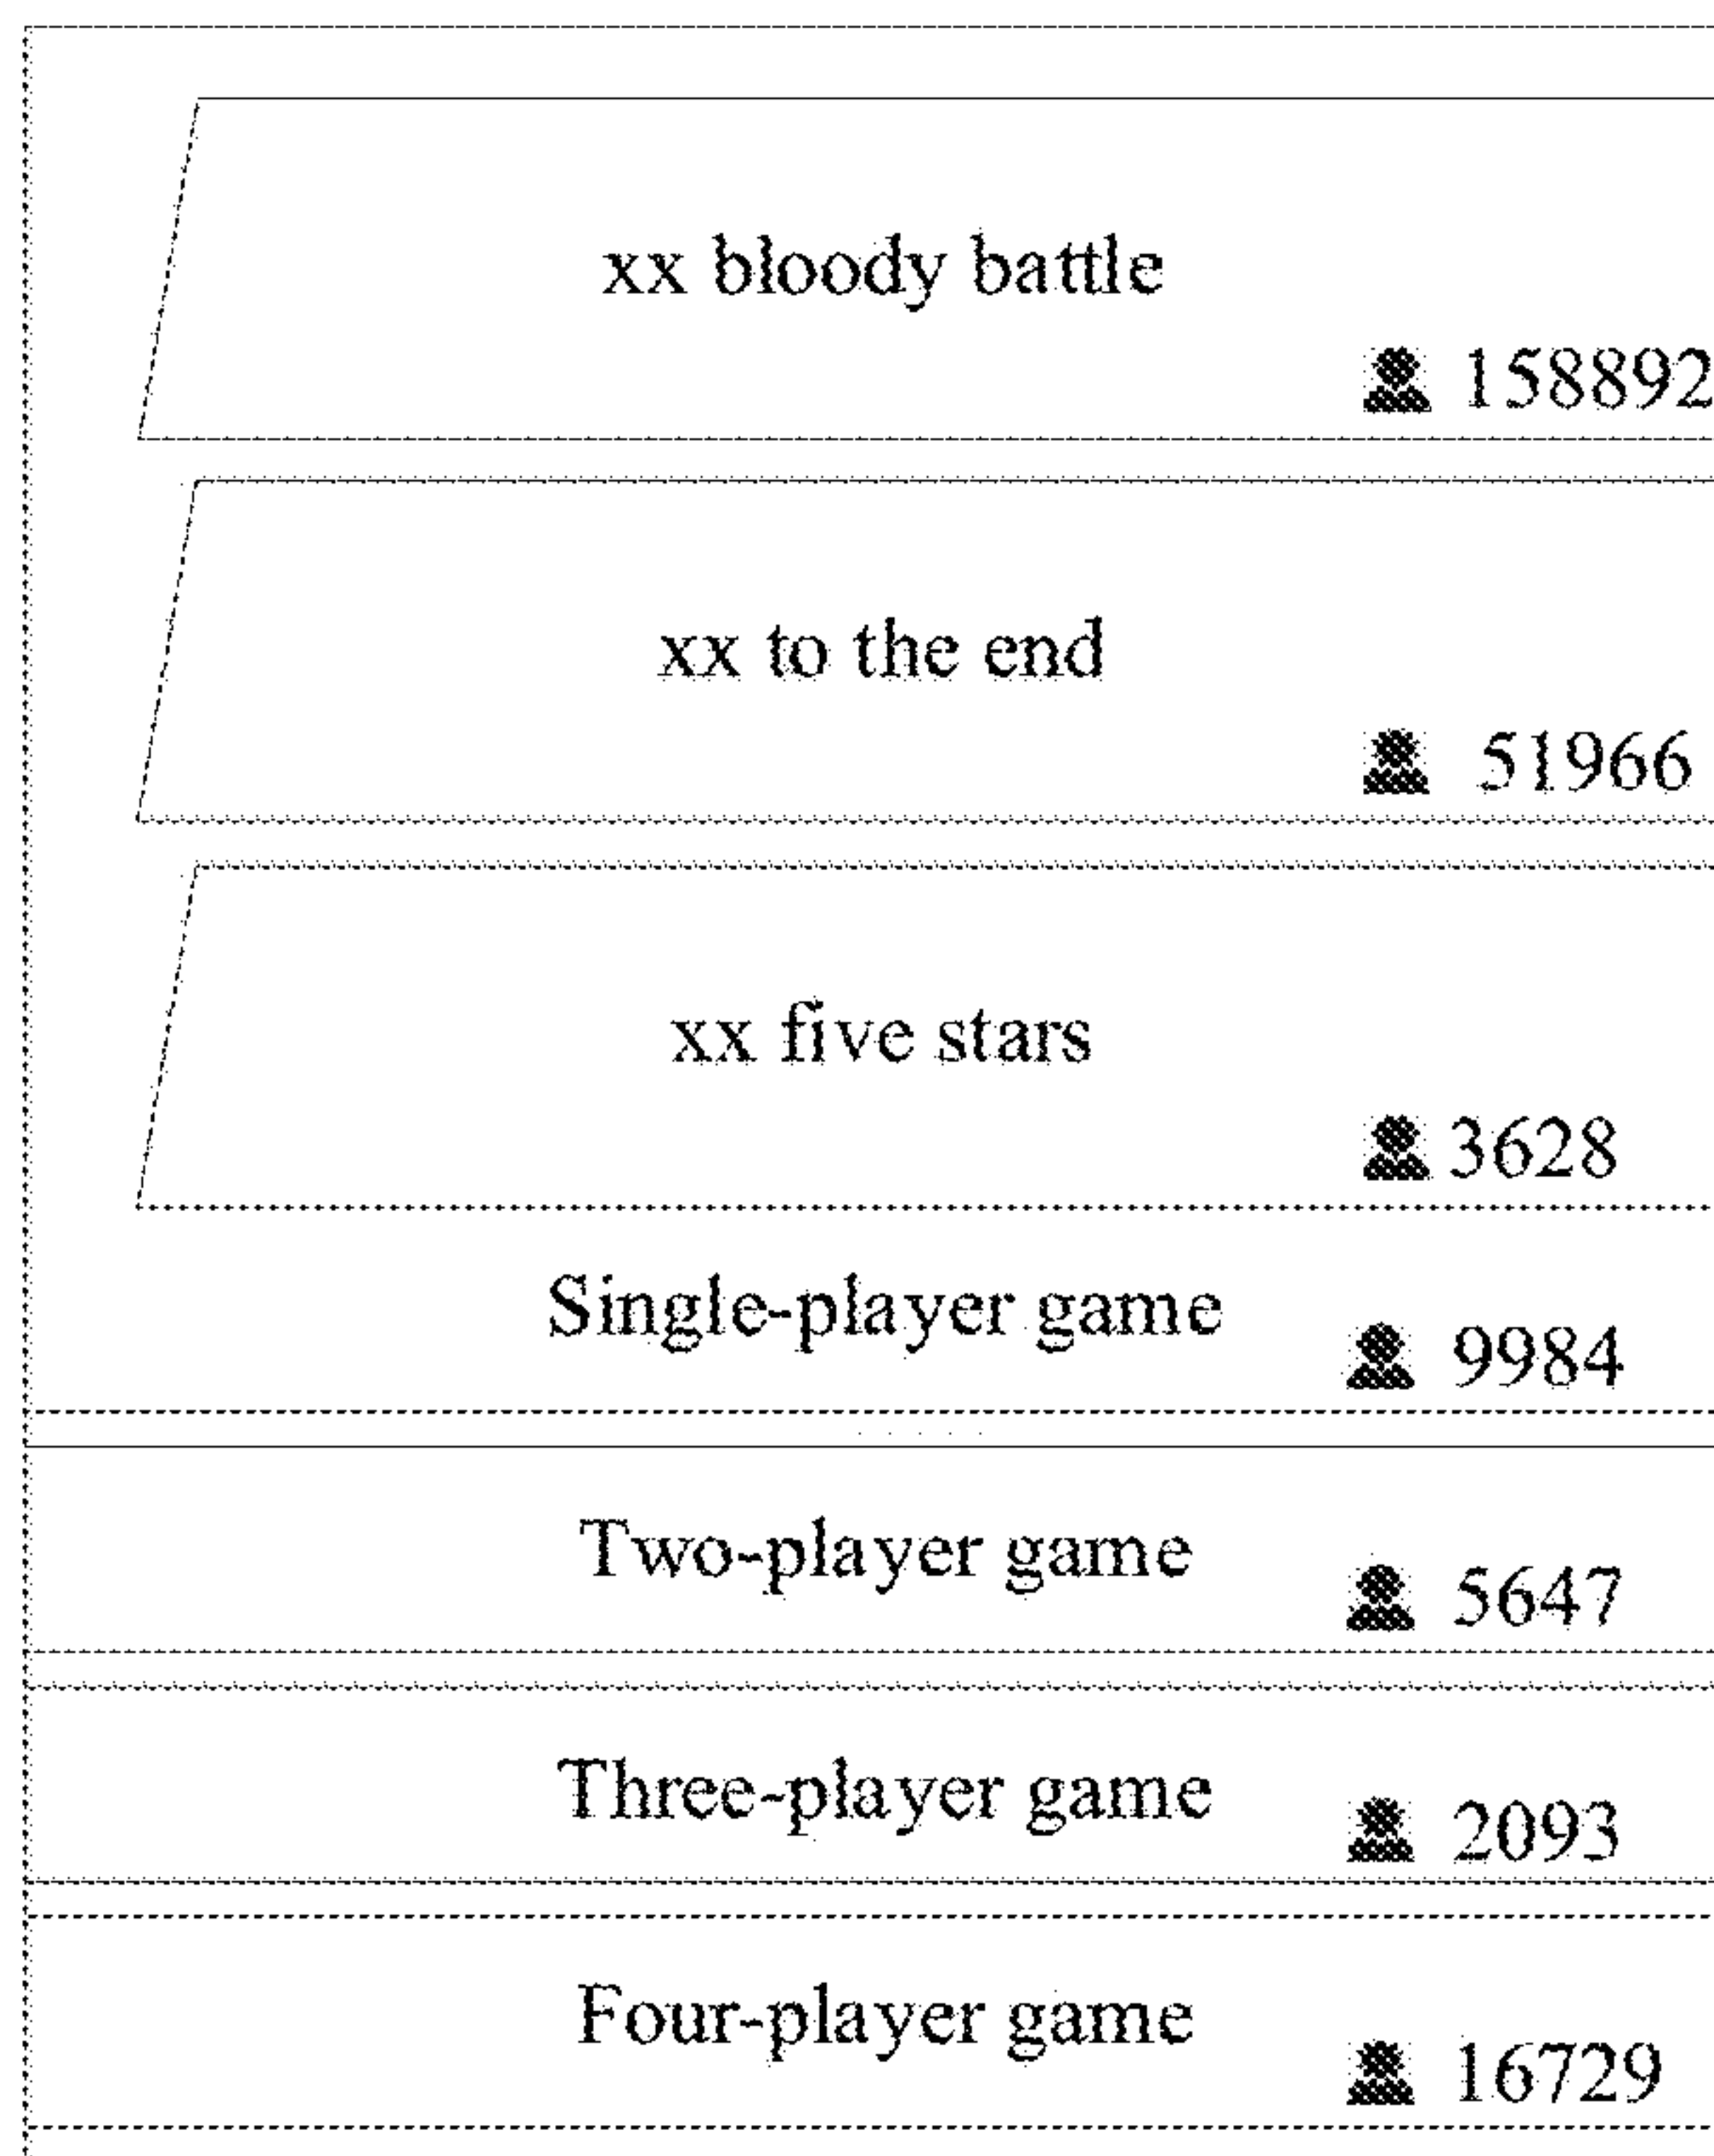 xx bloody battle
158892
xx to the end
51966
xx five stars
3628
Single-player game
9984
Two-player game
5647
Three-player game
2093
Four-player game
16729